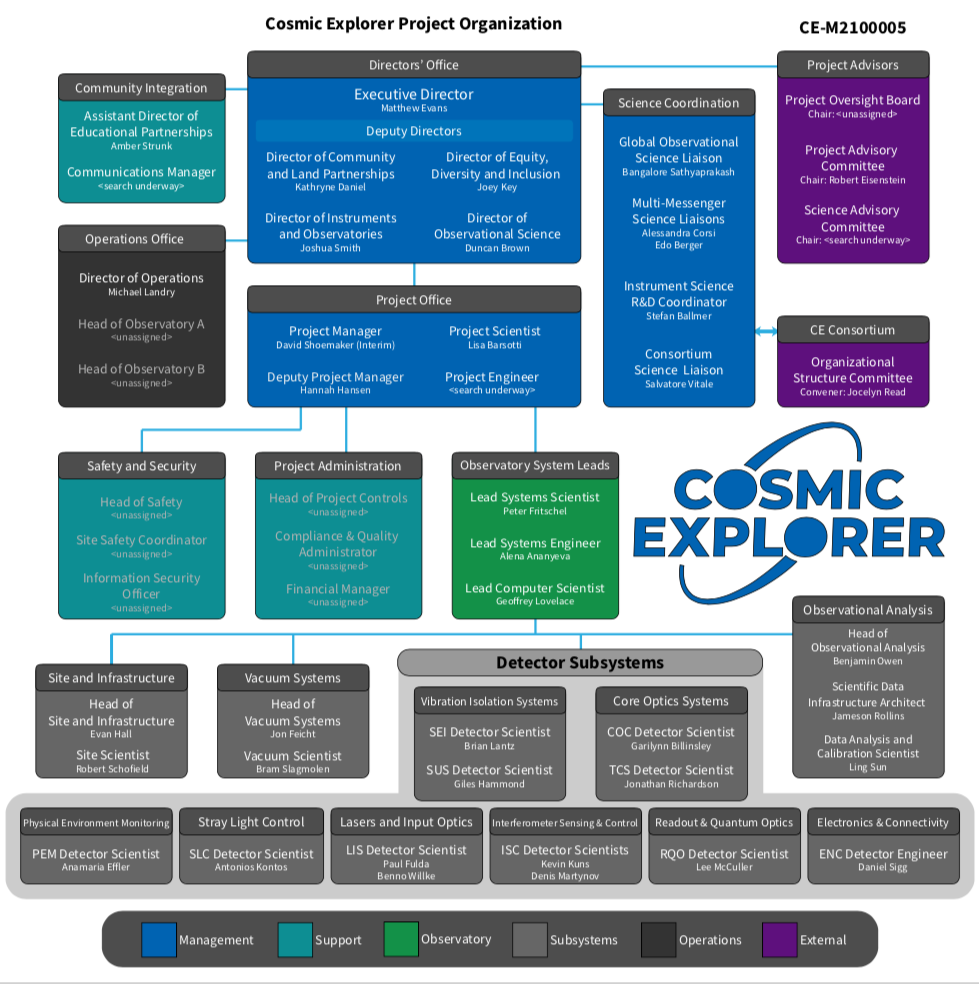 Cosmic Explorer Project Organization
CE-M2100005
Community Integration
Assistant Director of
Educational Partnerships
Amber Strunk
Communications Manager
<search underway>
Operations Office
Director of Operations
Michael Landry
Head of Observatory A
<unassigned>
Head of Observatory B
<unassigned>
Directors' Office
Executive Director
Matthew Evans
Deputy Directors
Director of Community
and Land Partnerships
Kathryne Daniel
Director of Equity,
Diversity and Inclusion
Joey Key
Director of Instruments
and Observatories
Joshua Smith
Director of
Observational Science
Duncan Brown
Project Office
Project Manager
David Shoemaker (Interim)
Project Scientist
Lisa Barsotti
Deputy Project Manager
Hannah Hansen
Project Engineer
<search underway>
Science Coordination
Global Observational
Science Liaison
Bangalore Sathyaprakash
Multi-Messenger
Science Liaisons
Alessandra Corsi
Edo Berger
Instrument Science
R&D Coordinator
Stefan Ballmer
Consortium
Science Liaison
Salvatore Vitale
Project Advisors
Project Oversight Board
Chair: <unassigned>
Project Advisory
Committee
Chair: Robert Eisenstein
Science Advisory
Committee
Chair: <search underway>
CE Consortium
Organizational
Structure Committee
Convener: Jocelyn Read
Safety and Security
Head of Safety
<unassigned>
Site Safety Coordinator
<unassigned>
Information Security
Officer
<unassigned>
Project Administration
Head of Project Controls
<unassigned>
Compliance & Quality
Administrator
<unassigned>
Financial Manager
<unassigned>
Observatory System Leads
Lead Systems Scientist
Peter Fritschel
Lead Systems Engineer
Alena Ananyeva
Lead Computer Scientist
Geoffrey Lovelace
COSMIC
EXPLORER
Observational Analysis
Head of
Observational Analysis
Benjamin Owen
Scientific Data
Infrastructure Architect
Jameson Rollins
Data Analysis and
Calibration Scientist
Ling Sun
Site and Infrastructure
Head of
Site and Infrastructure
Evan Hall
Site Scientist
Robert Schofield
Vacuum Systems
Head of
Vacuum Systems
Jon Feicht
Vacuum Scientist
Bram Slagmolen
Detector Subsystems
Vibration Isolation Systems
SEI Detector Scientist
Brian Lantz
SUS Detector Scientist
Giles Hammond
Core Optics Systems
COC Detector Scientist
Garilynn Billinsley
TCS Detector Scientist
Jonathan Richardson
Physical Environment Monitoring
PEM Detector Scientist
Anamaria Effler
Stray Light Control
SLC Detector Scientist
Antonios Kontos
Lasers and Input Optics
LIS Detector Scientist
Paul Fulda
Benno Willke
Interferometer Sensing & Control
ISC Detector Scientists
Kevin Kuns
Denis Martynov
Readout & Quantum Optics
RQO Detector Scientist
Lee McCuller
Electronics & Connectivity
ENC Detector Engineer
Daniel Sigg
Management
Support
Observatory
Subsystems
Operations
External